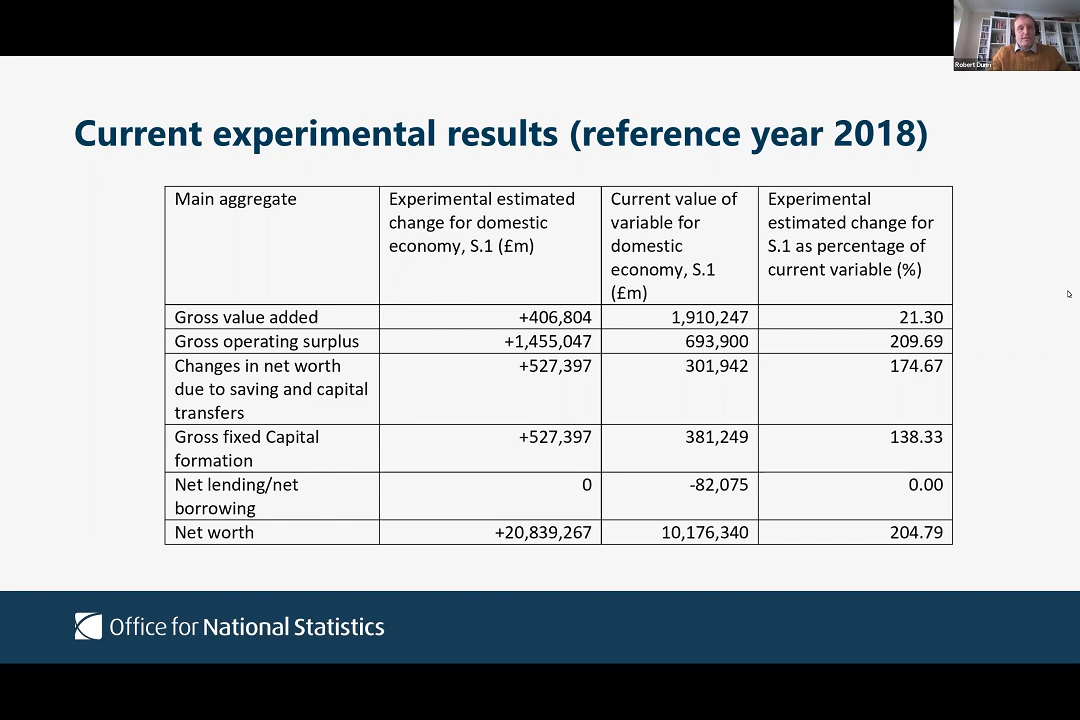 Robert Dunn
Current experimental results (reference year 2018)
Main aggregate
Experimental estimated
change for domestic
economy, S.1 (£m)
Current value of
variable for
domestic
economy, S.1
(£m)
Experimental
estimated change for
S.1 as percentage of
current variable (%)
Gross value added +406,804 1,910,247 21.30
Gross operating surplus +1,455,047 693,900 209.69
Changes in net worth +527,397 301,942 174.67
due to saving and capital
transfers
Gross fixed Capital +527,397 381,249 138.33
formation
Net lending/net 0 -82,075 0.00
borrowing
Net worth +20,839,267 10,176,340 204.79
Office for National Statistics